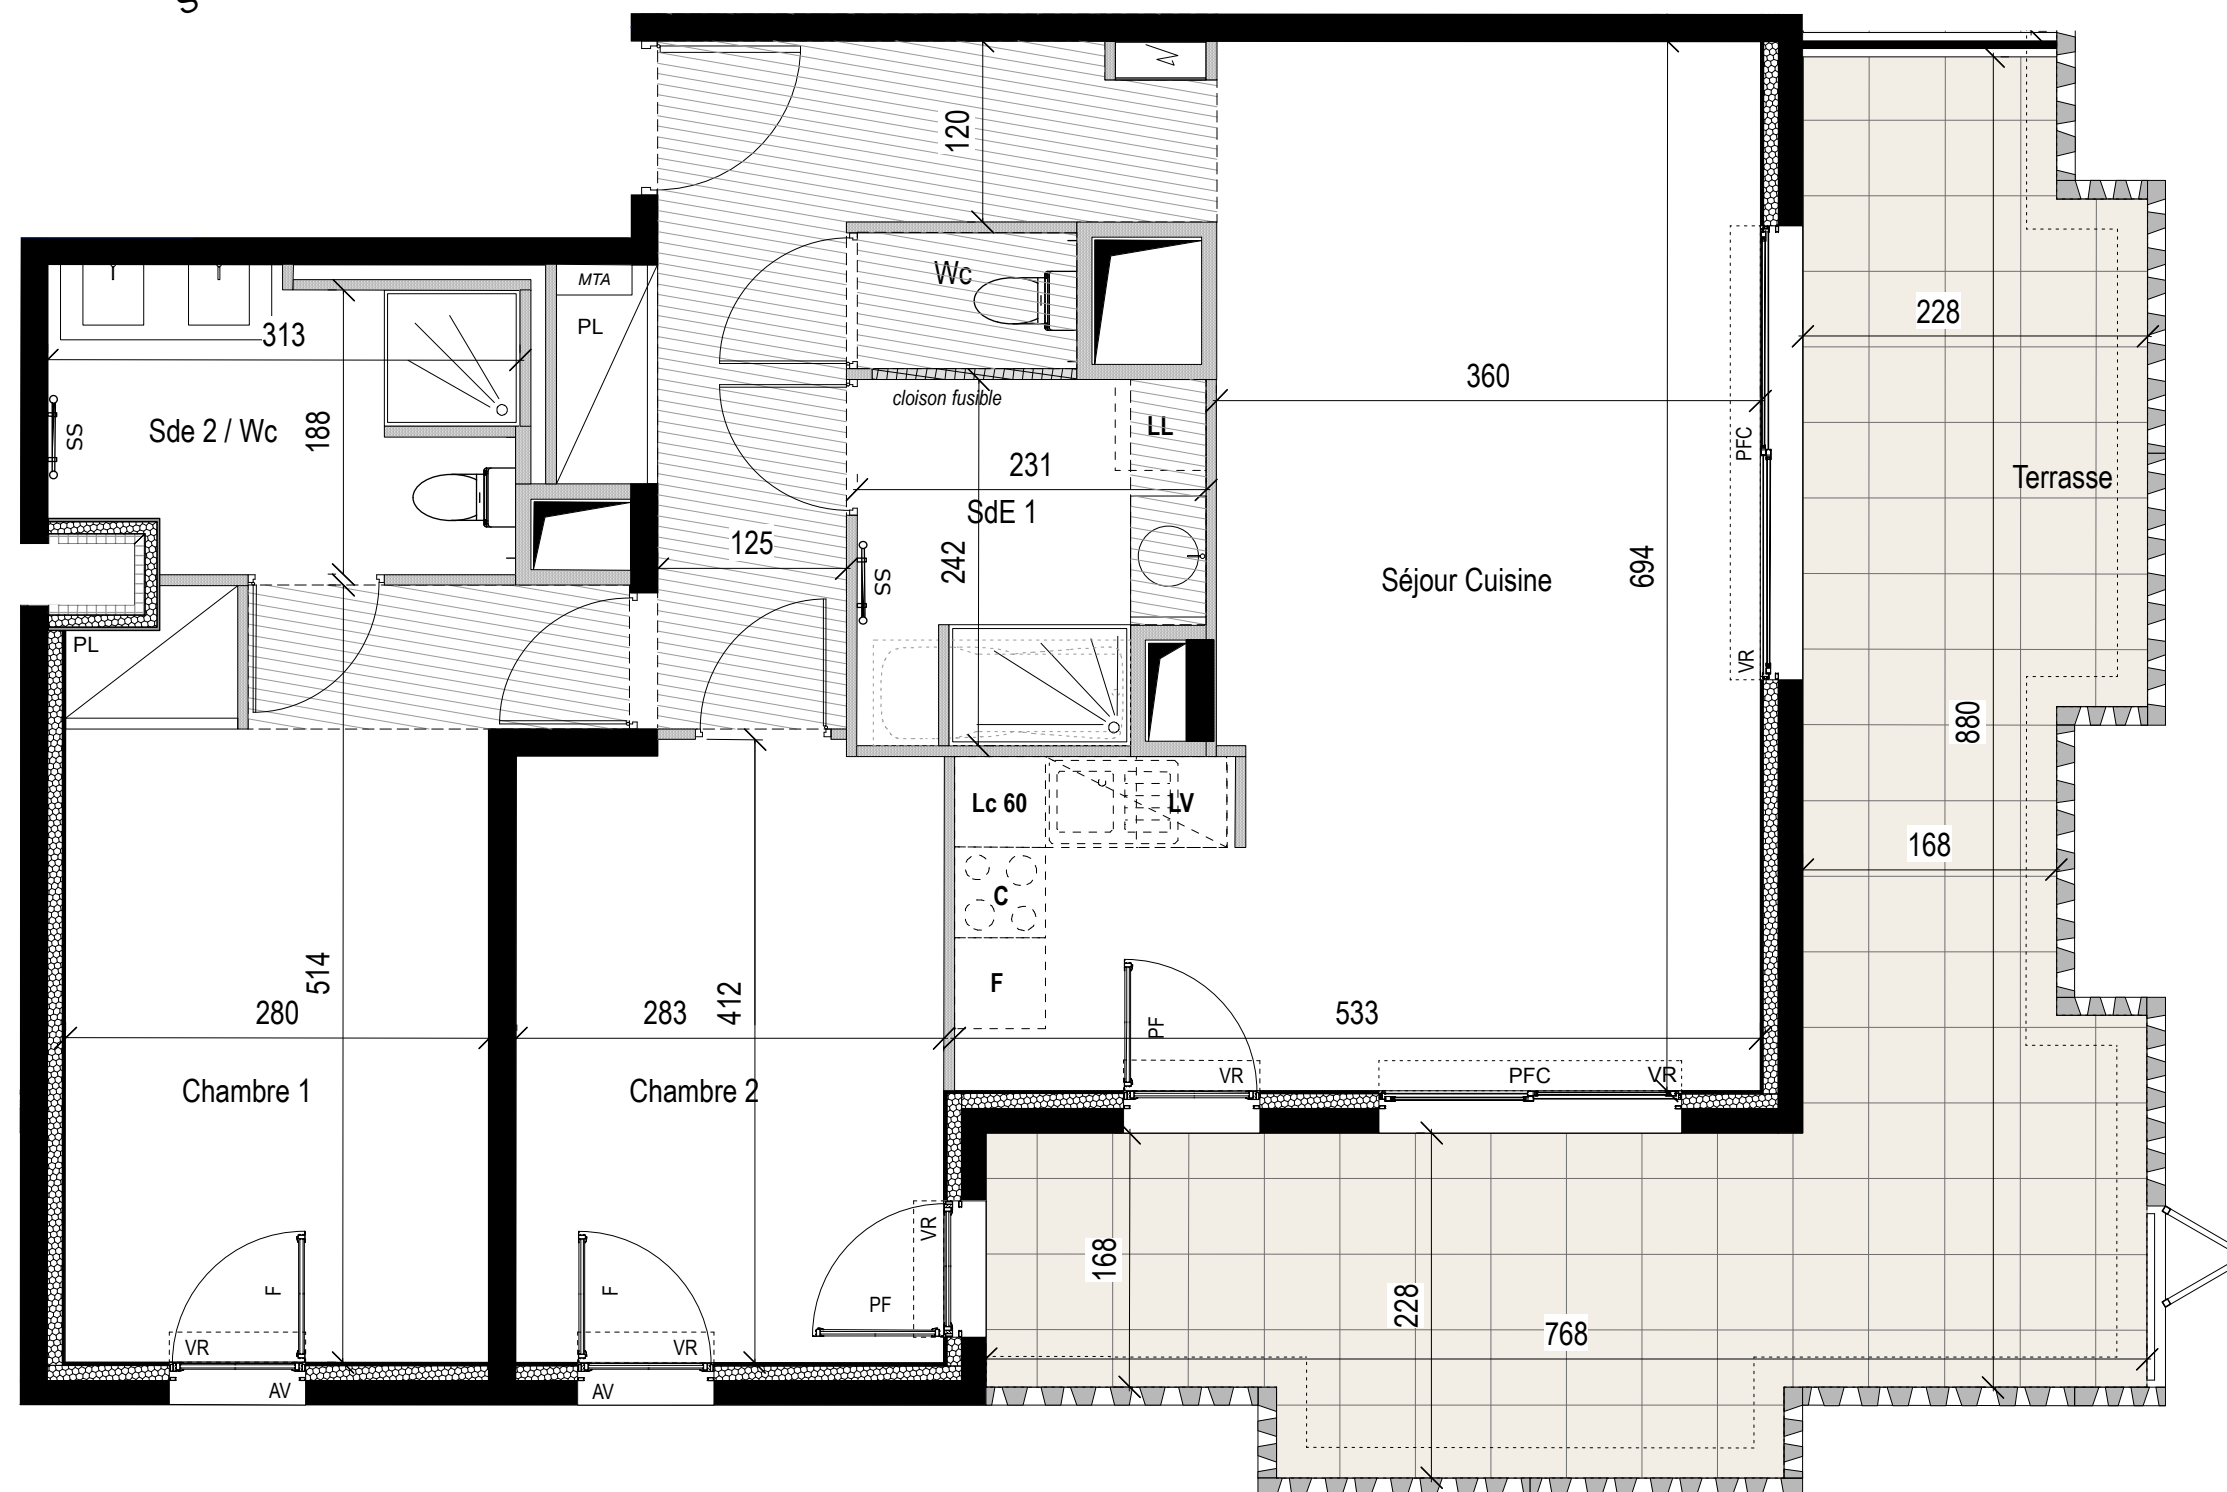 120
MTA
PL
Wc
313
228
360
cloison fusible
Sde 2 / Wc
188
SS
LL
PFC
231
Terrasse
SdE 1
125
242
SS
Séjour Cuisine
694
PL
VR
880
Lc 60
LV
168
C
514
F
280
283
412
533
PF
Chambre 1
Chambre 2
VR
PFC
VR
VR
168
F
F
PF
228
768
VR
VR
AV
AV